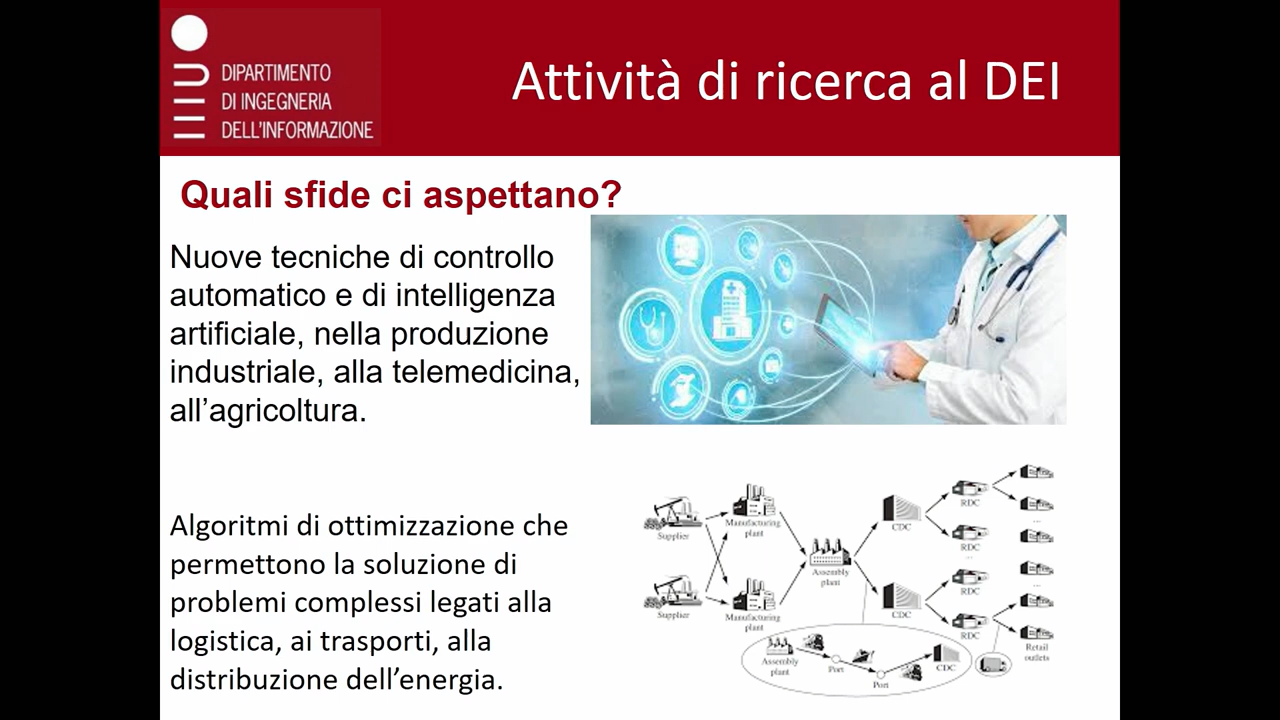 DIPARTIMENTO
DI INGEGNERIA
DELL'INFORMAZIONE
Attività di ricerca al DEI
Quali sfide ci aspettano?
Nuove tecniche di controllo
automatico e di intelligenza
artificiale, nella produzione
industriale, alla telemedicina,
all’agricoltura.
Algoritmi di ottimizzazione che
permettono la soluzione di
problemi complessi legati alla
logistica, ai trasporti, alla
distribuzione dell’energia.
Supplier
Manufacturing
plant
Supplier
Manufacturing
plant
Assembly
plant
CDC
CDC
RDC
RDC
...
RDC
RDC
...
...
Retail
outlets
Assembly
plant
Port
Port
CDC